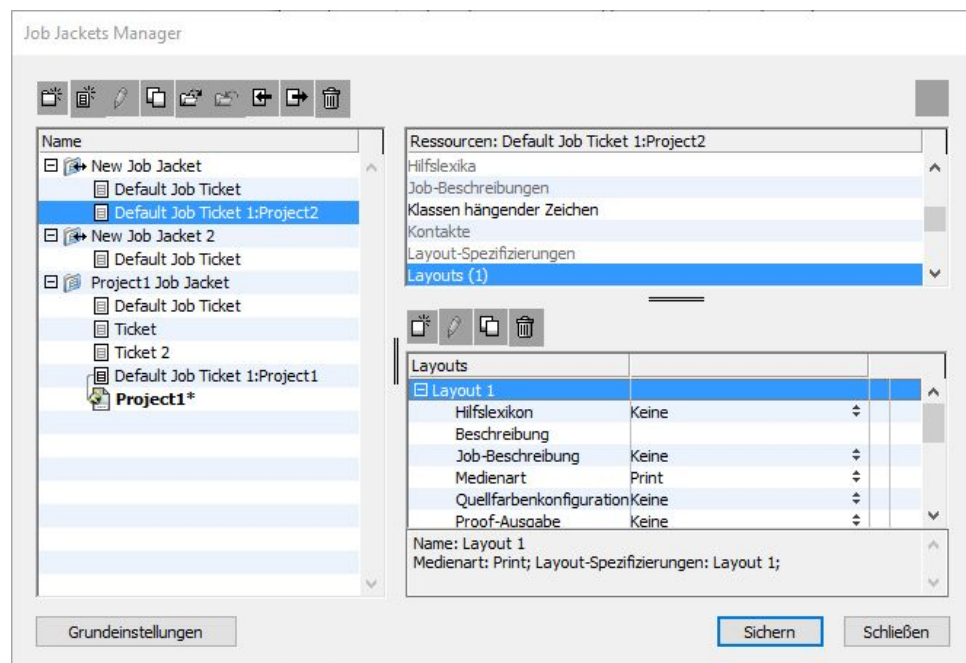 Job Jackets Manager
Name
New Job Jacket
Default Job Ticket
Default Job Ticket 1:Project2
New Job Jacket 2
Default Job Ticket
Project1 Job Jacket
Default Job Ticket
Ticket
Ticket 2
Default Job Ticket 1:Project1
Project1*
Ressourcen: Default Job Ticket 1:Project2
Hilfslexika
Job-Beschreibungen
Klassen hängender Zeichen
Kontakte
Layout-Spezifizierungen
Layouts (1)
Layouts
Layout 1
Hilfslexikon Keine
Beschreibung
Job-Beschreibung Keine
Medienart Print
Quellfarbenkonfiguration Keine
Proof-Ausgabe Keine
Name: Layout 1
Medienart: Print; Layout-Spezifizierungen: Layout 1;
Grundeinstellungen
Sichern
Schließen